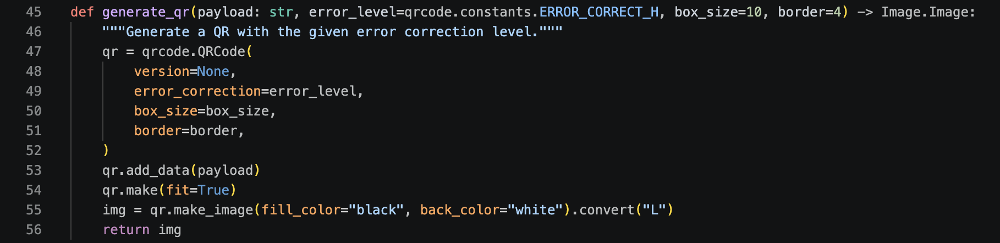 45 def generate_qr(payload: str, error_level=qrcode.constants.ERROR_CORRECT_H, box_size=10, border=4) -> Image.Image:
46     """Generate a QR with the given error correction level."""
47     qr = qrcode.QRCode(
48         version=None,
49         error_correction=error_level,
50         box_size=box_size,
51         border=border,
52     )
53     qr.add_data(payload)
54     qr.make(fit=True)
55     img = qr.make_image(fill_color="black", back_color="white").convert("L")
56     return img